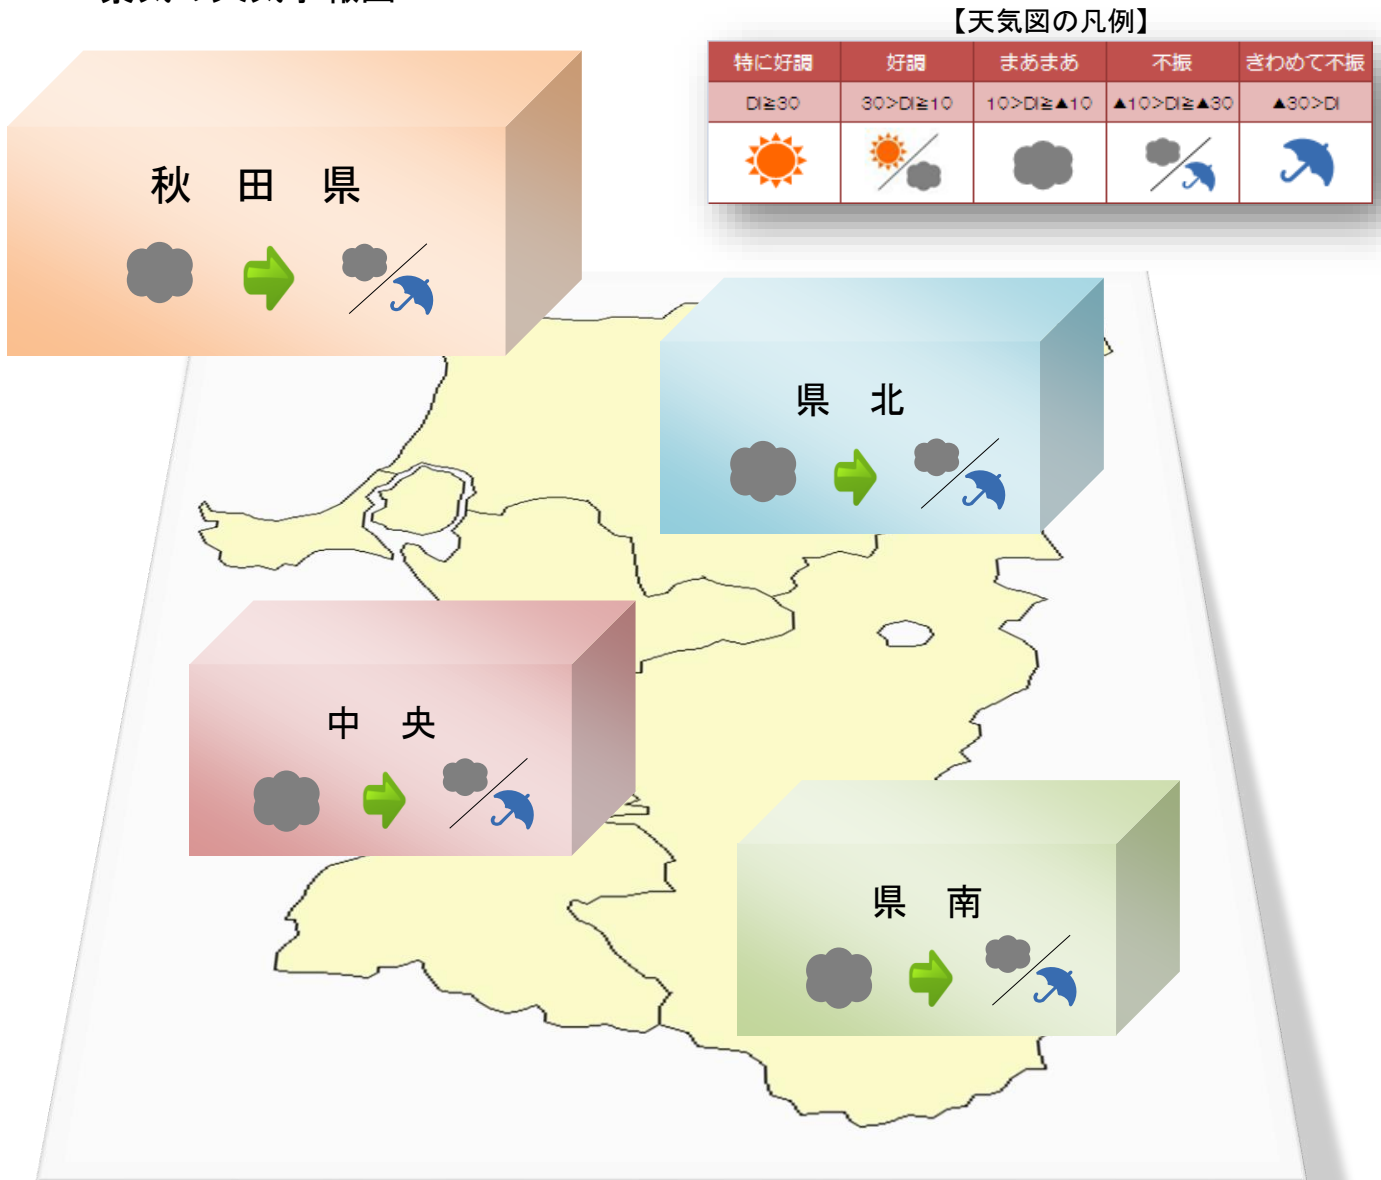 【天気図の凡例】
特に好調 好調 まあまあ 不振 きわめて不振
DI≧30 30>DI≧10 10>DI≧▲10 ▲10>DI≧▲30 ▲30>DI
秋 田 県
県 北
中 央
県 南